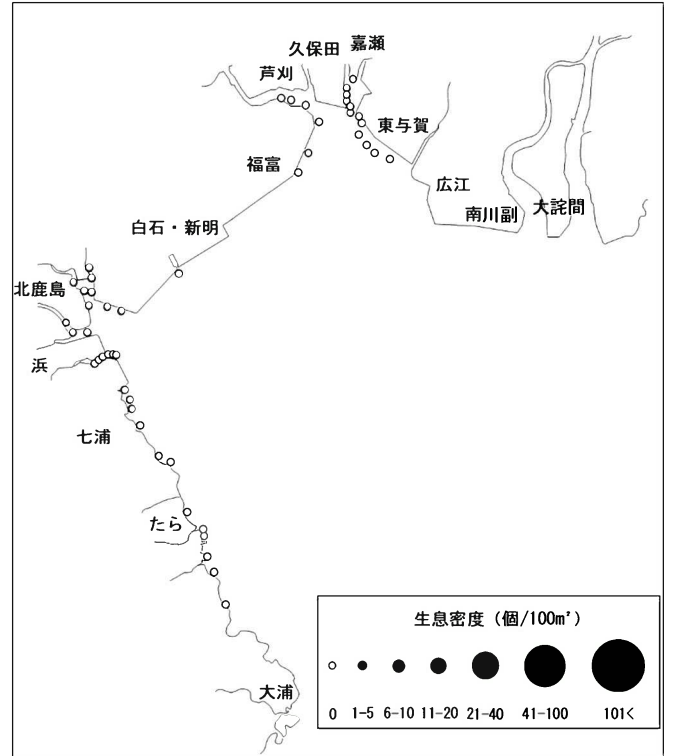 久保田
嘉瀬
芦刈
東与賀
福富
広江
南川副
大詫間
白石・新明
北鹿島
浜
七浦
たら
大浦
生息密度（個/100㎡）
0 1-5 6-10 11-20 21-40 41-100 101<